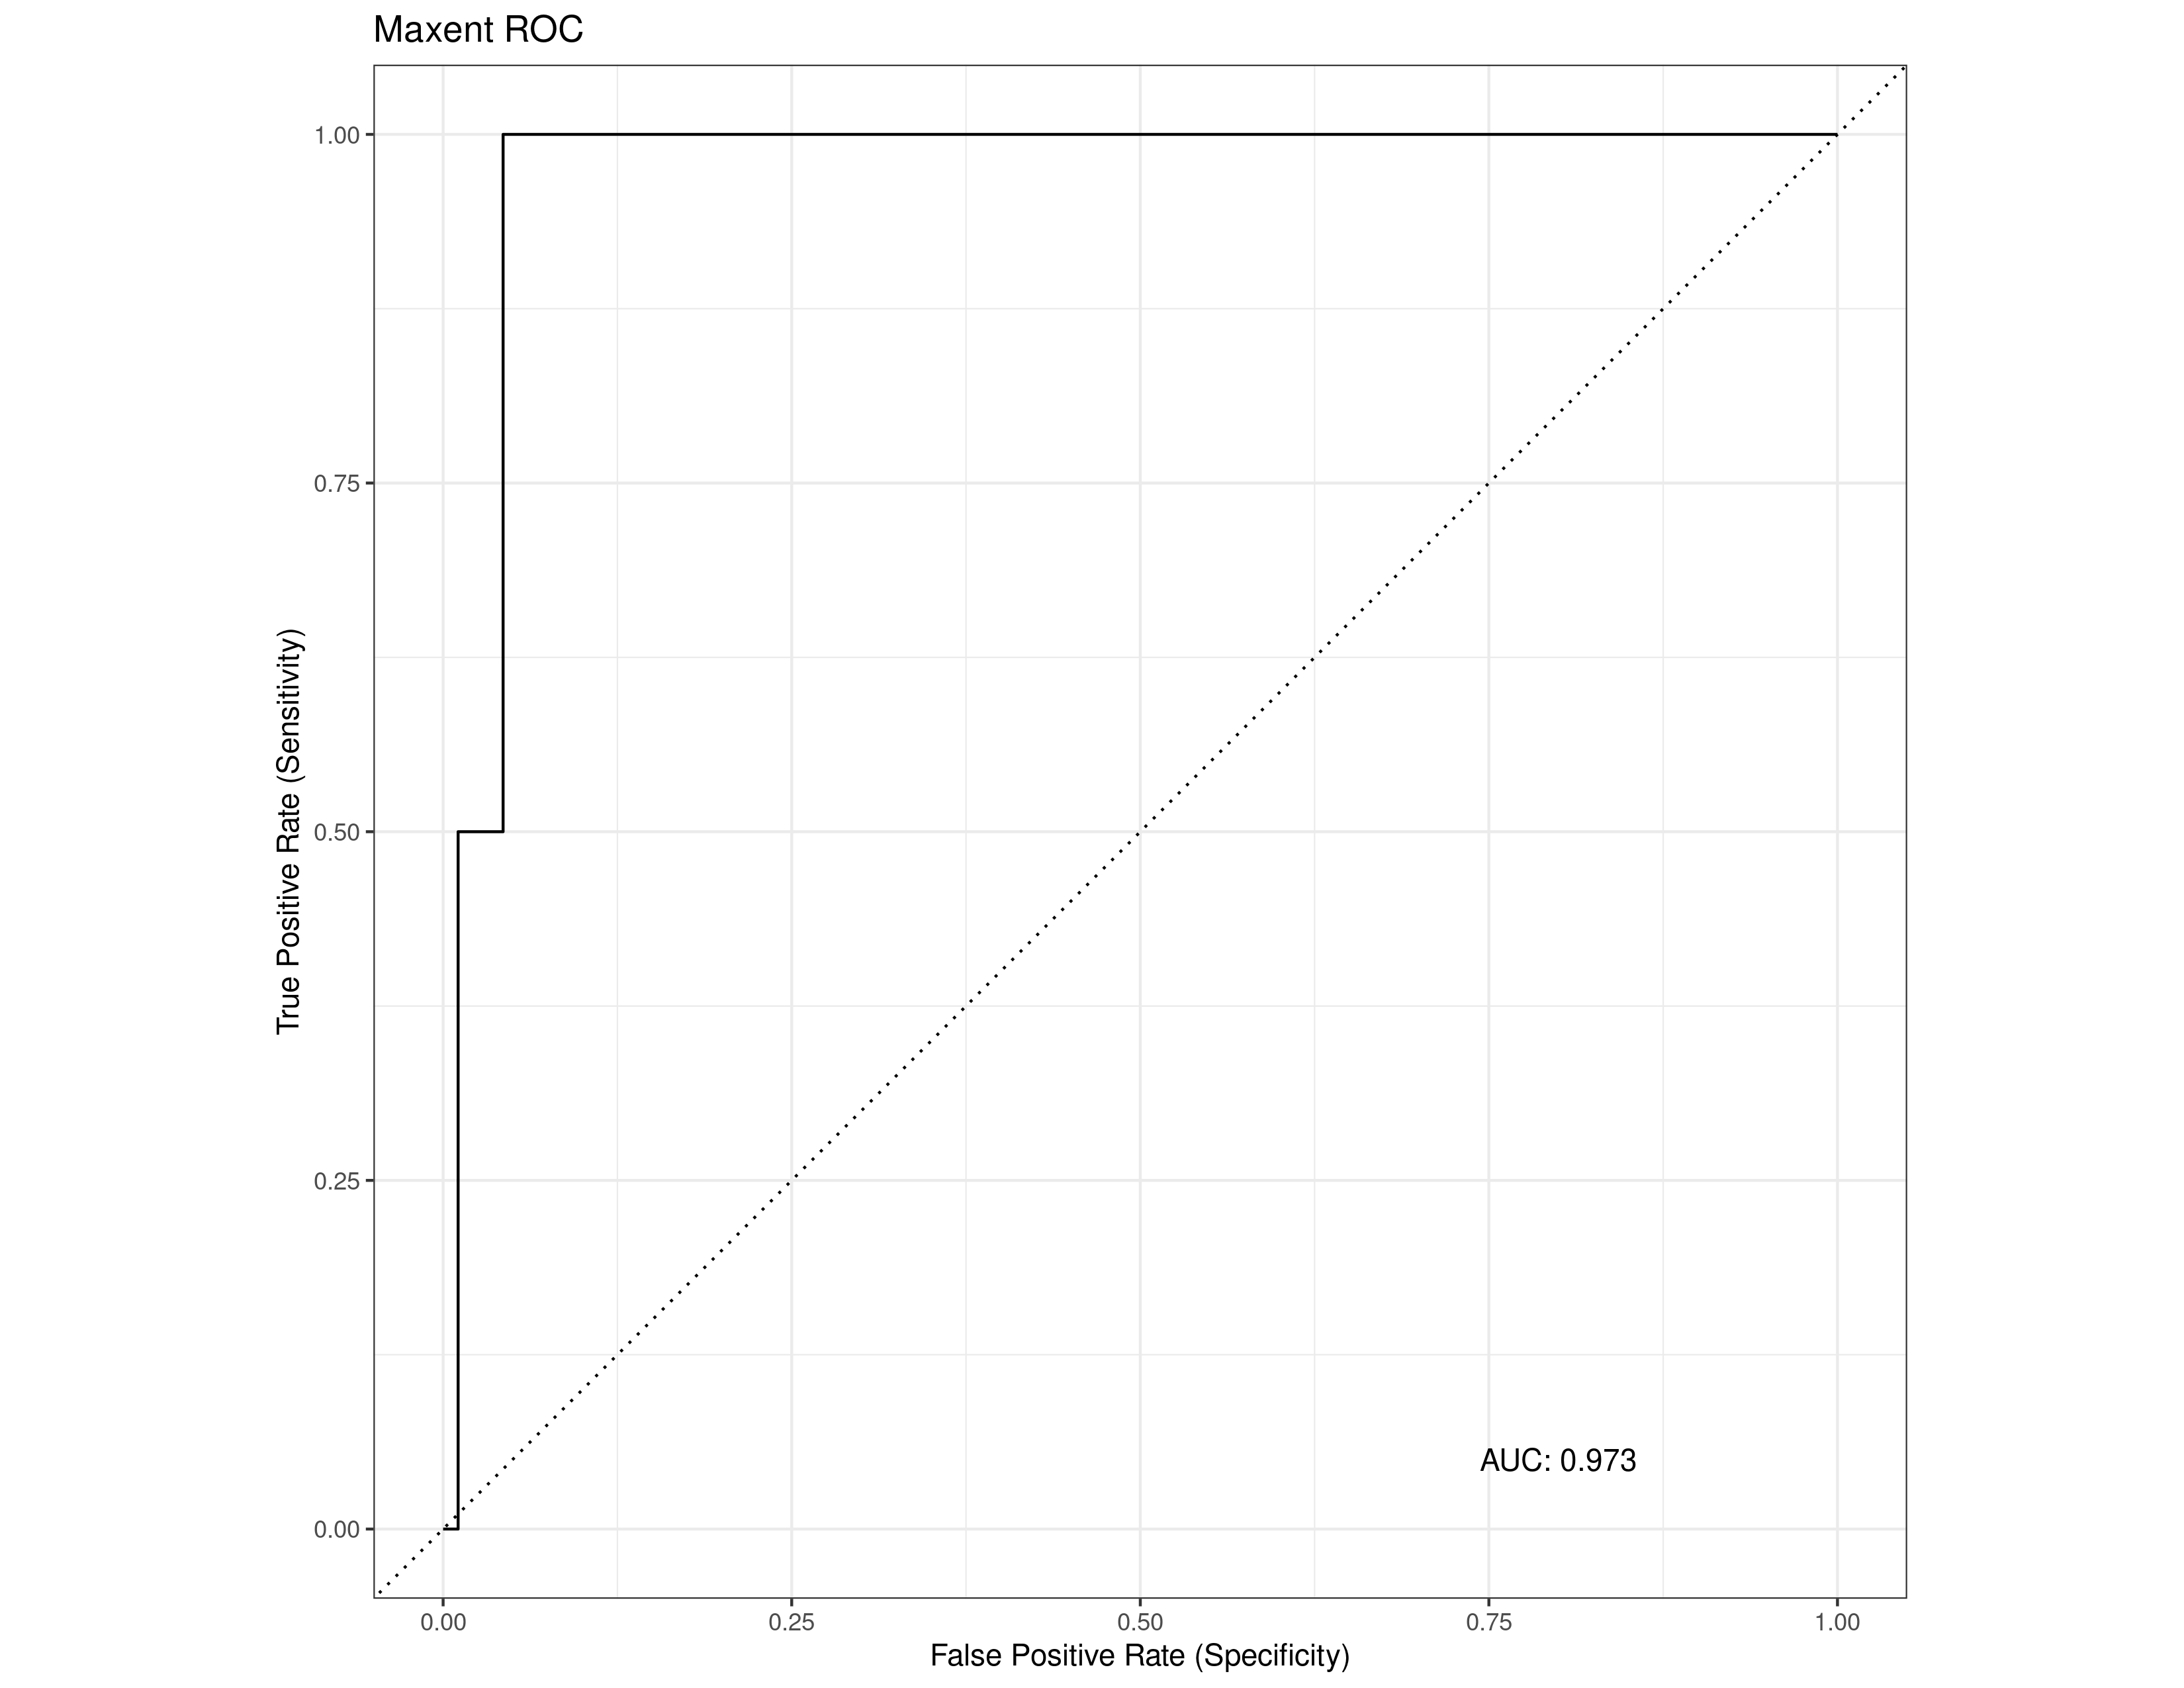 Maxent ROC
1.00
0.75
0.50
0.25
0.00
True Positive Rate (Sensitivity)
AUC: 0.973
0.00 0.25 0.50 0.75 1.00
False Positive Rate (Specificity)